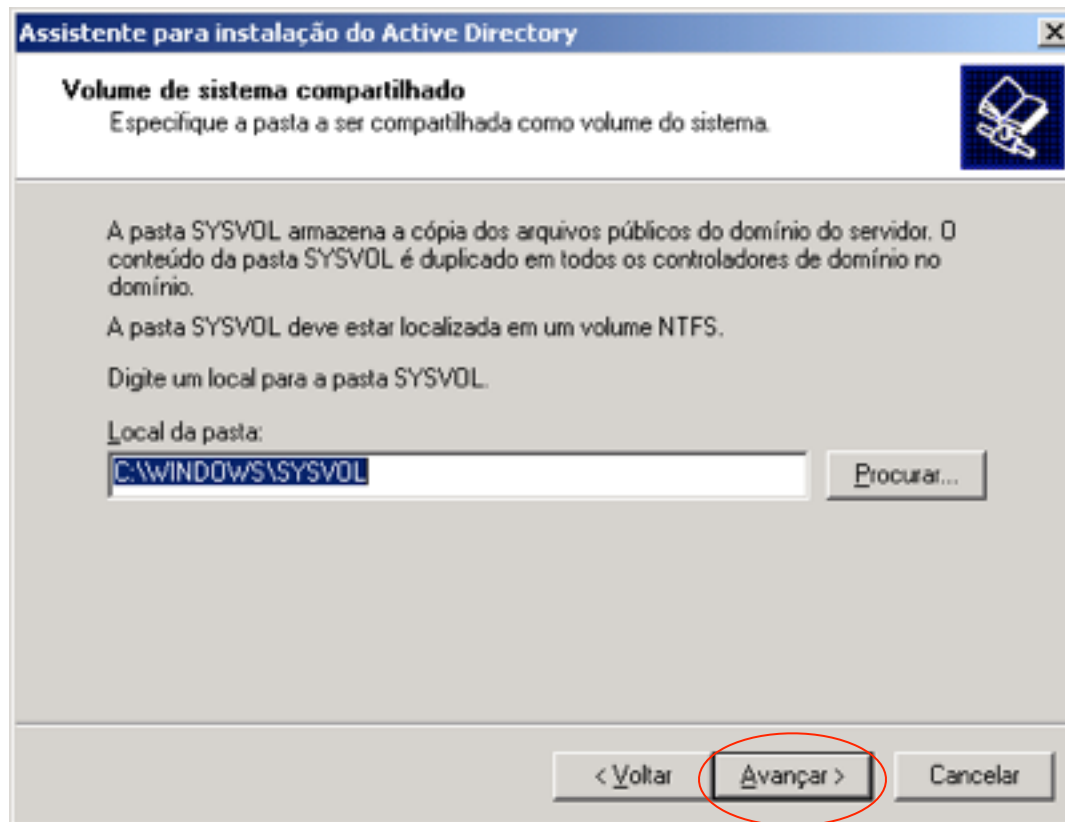 Assistente para instalação do Active Directory
Volume de sistema compartilhado
Especifique a pasta a ser compartilhada como volume do sistema.
A pasta SYSVOL armazena a cópia dos arquivos públicos do domínio do servidor. O
conteúdo da pasta SYSVOL é duplicado em todos os controladores de domínio no
domínio.
A pasta SYSVOL deve estar localizada em um volume NTFS.
Digite um local para a pasta SYSVOL.
Local da pasta:
C:\WINDOWS\SYSVOL
Procurar...
< Voltar
Avançar >
Cancelar